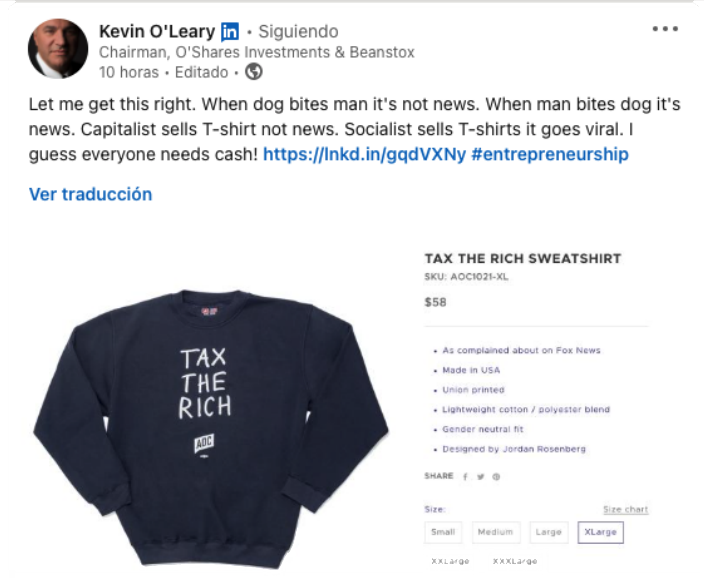 Kevin O'Leary in • Siguiendo
Chairman, O'Shares Investments & Beanstox
10 horas • Editado •
Let me get this right. When dog bites man it's not news. When man bites dog it's
news. Capitalist sells T-shirt not news. Socialist sells T-shirts it goes viral. I
guess everyone needs cash! https://lnkd.in/gqdVXNy #entrepreneurship
Ver traducción
TAX
THE
RICH
AOC
TAX THE RICH SWEATSHIRT
SKU: AOC1021-XL
$58
• As complained about on Fox News
• Made in USA
• Union printed
• Lightweight cotton / polyester blend
• Gender neutral fit
• Designed by Jordan Rosenberg
SHARE
Size:
Size chart
Small Medium Large XLarge
XXLarge XXXLarge